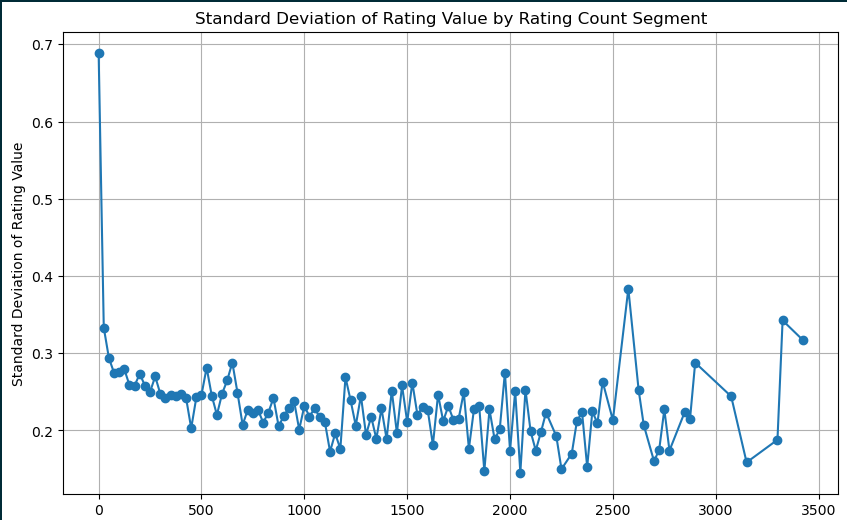 Standard Deviation of Rating Value by Rating Count Segment
Standard Deviation of Rating Value
0.7
0.6
0.5
0.4
0.3
0.2
0 500 1000 1500 2000 2500 3000 3500